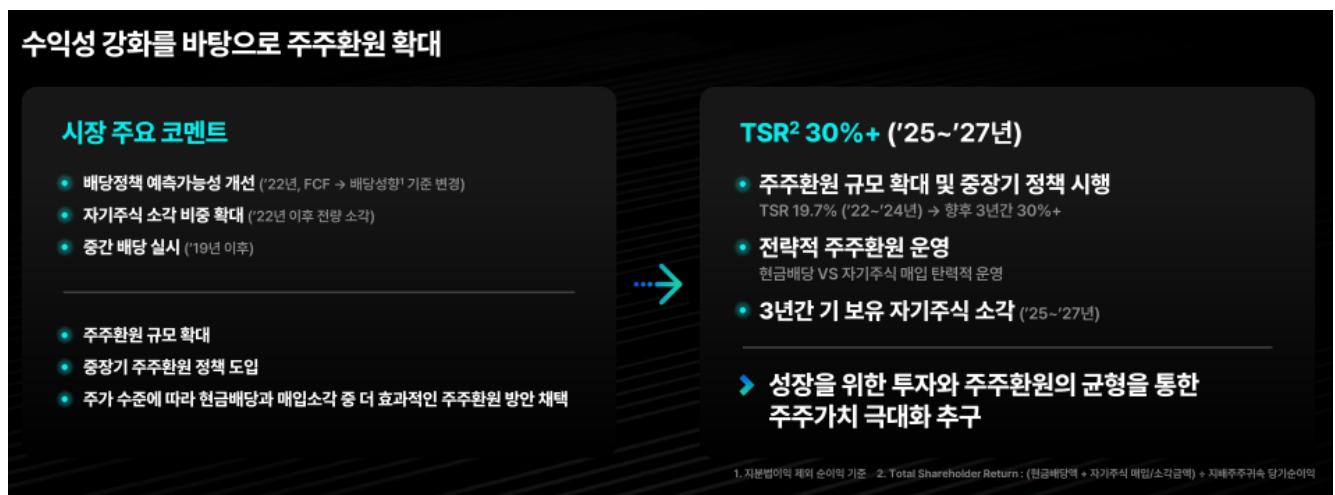 수익성 강화를 바탕으로 주주환원 확대
시장 주요 코멘트
배당정책 예측가능성 개선 ('22년, FCF → 배당성향¹ 기준 변경)
자기주식 소각 비중 확대 ('22년 이후 전량 소각)
중간 배당 실시 ('19년 이후)
주주환원 규모 확대
중장기 주주환원 정책 도입
주가 수준에 따라 현금배당과 매입소각 중 더 효과적인 주주환원 방안 채택
TSR² 30%+ ('25~'27년)
주주환원 규모 확대 및 중장기 정책 시행
TSR 19.7% ('22~'24년) → 향후 3년간 30%+
전략적 주주환원 운영
현금배당 VS 자기주식 매입 탄력적 운영
3년간 기 보유 자기주식 소각 ('25~'27년)
성장을 위한 투자와 주주환원의 균형을 통한
주주가치 극대화 추구
1. 지분법이익 제외 순이익 기준 2. Total Shareholder Return : (현금배당액 + 자기주식 매입/소각금액) ÷ 지배주주귀속 당기순이익